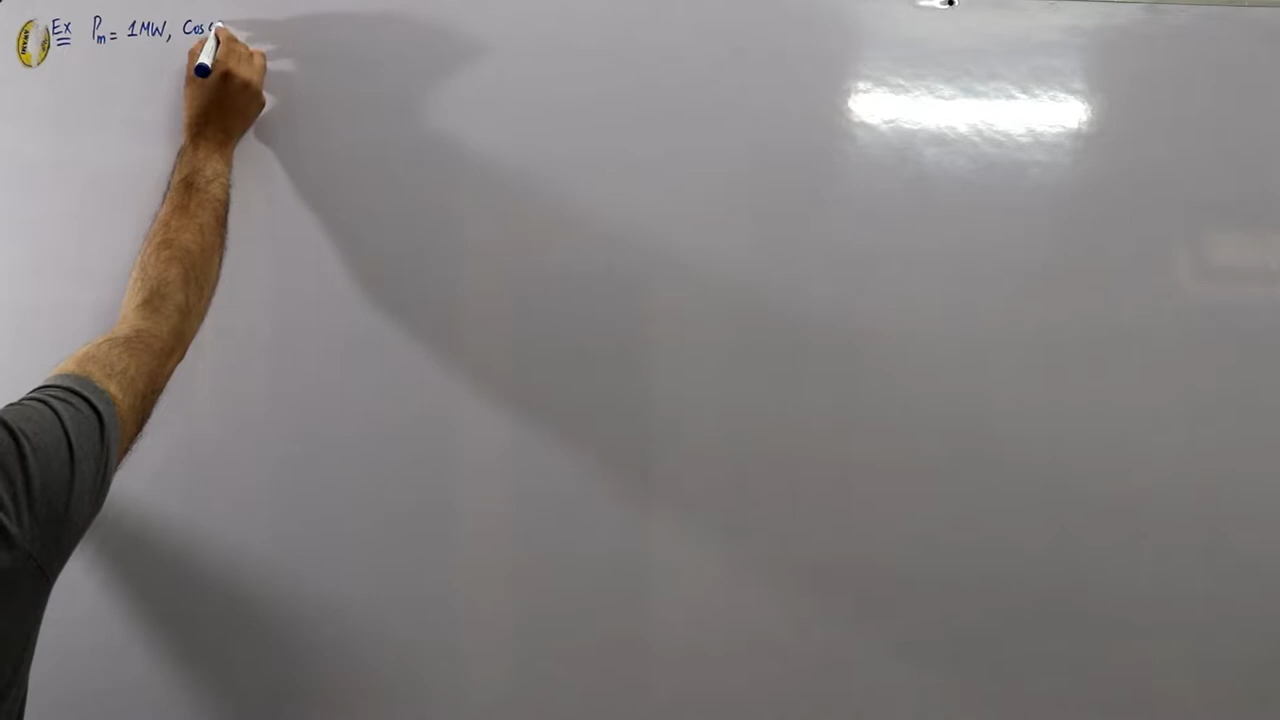 Ex P_m = 1MW, Cos